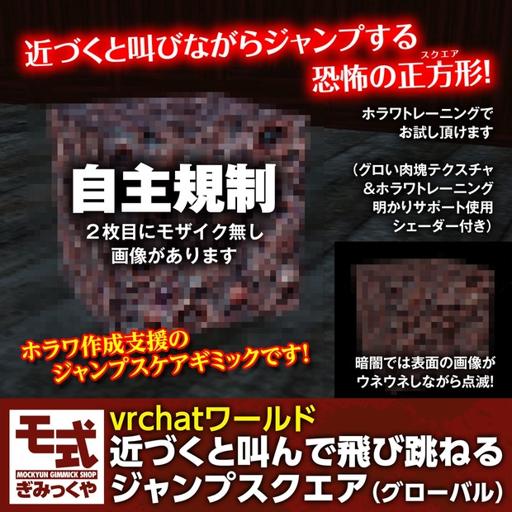 近づくと叫びながらジャンプする
恐怖の正方形!
スクエア
ホラワトレーニングで
お試し頂けます
(グロい肉塊テクスチャ
&ホラワトレーニング
明かりサポート使用
シェーダー付き)
自主規制
2枚目にモザイク無し
画像があります
ホラワ作成支援の
ジャンプスケアギミックです!
暗闇では表面の画像が
ウネウネしながら点滅!
モ式
MOCKYUN GIMMICK SHOP
ぎみっくや
vrchatワールド
近づくと叫んで飛び跳ねる
ジャンプスクエア(グローバル)